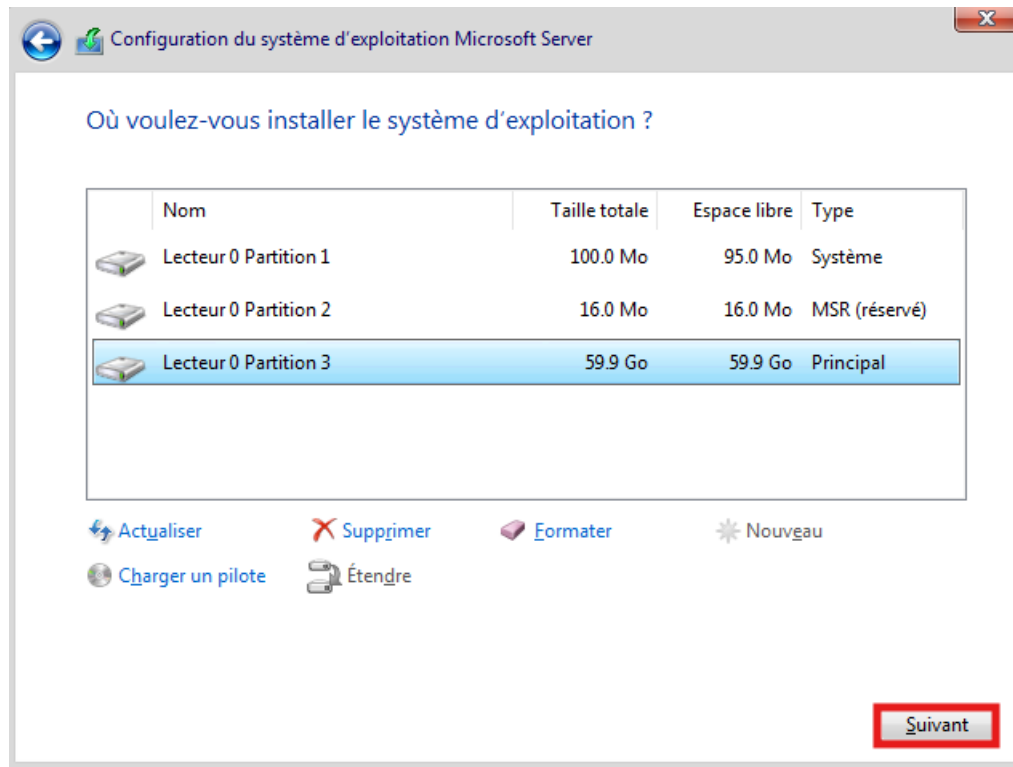 Configuration du système d'exploitation Microsoft Server
Où voulez-vous installer le système d'exploitation ?
Nom Taille totale Espace libre Type
Lecteur 0 Partition 1 100.0 Mo 95.0 Mo Système
Lecteur 0 Partition 2 16.0 Mo 16.0 Mo MSR (réservé)
Lecteur 0 Partition 3 59.9 Go 59.9 Go Principal
Actualiser Supprimer Formater Nouveau
Charger un pilote Étendre
Suivant